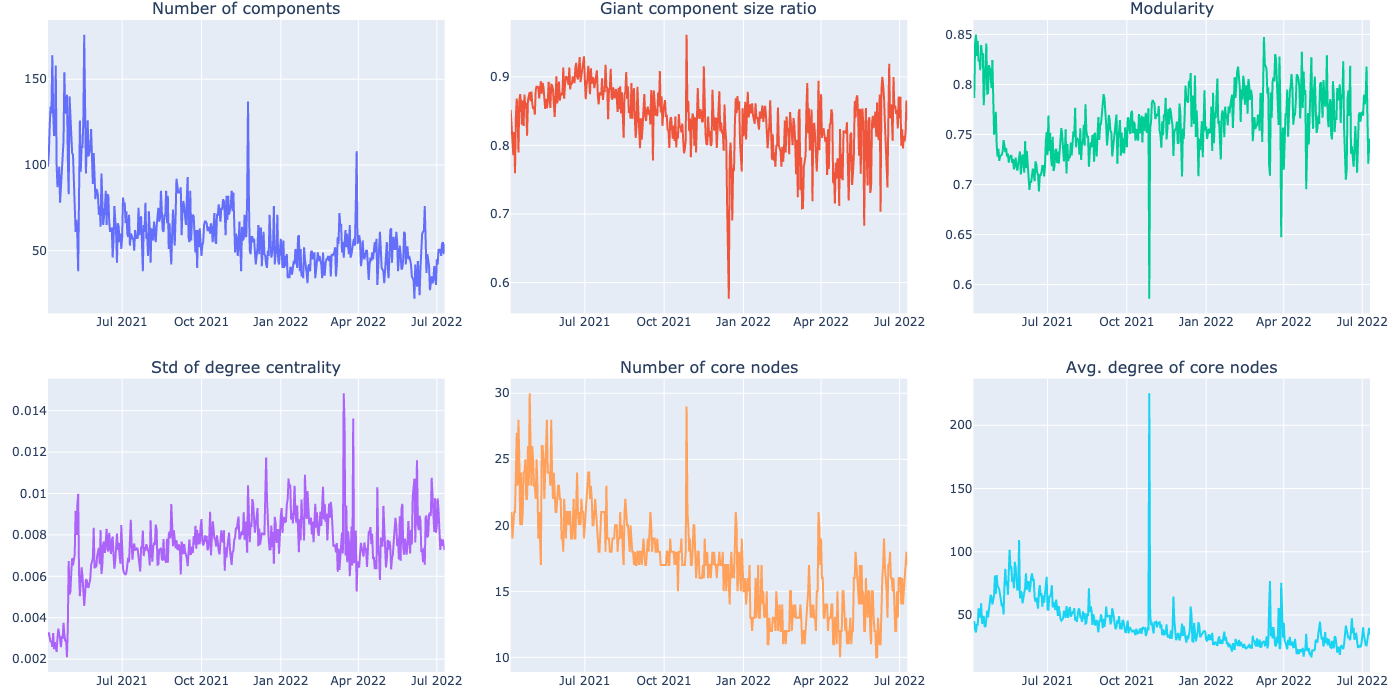 Number of components
Giant component size ratio
Modularity
150
100
50
0.9
0.8
0.7
0.6
0.85
0.8
0.75
0.7
0.65
0.6
Jul 2021 Oct 2021 Jan 2022 Apr 2022 Jul 2022
Jul 2021 Oct 2021 Jan 2022 Apr 2022 Jul 2022
Jul 2021 Oct 2021 Jan 2022 Apr 2022 Jul 2022
Std of degree centrality
Number of core nodes
Avg. degree of core nodes
0.014
0.012
0.01
0.008
0.006
0.004
0.002
30
25
20
15
10
200
150
100
50
Jul 2021 Oct 2021 Jan 2022 Apr 2022 Jul 2022
Jul 2021 Oct 2021 Jan 2022 Apr 2022 Jul 2022
Jul 2021 Oct 2021 Jan 2022 Apr 2022 Jul 2022